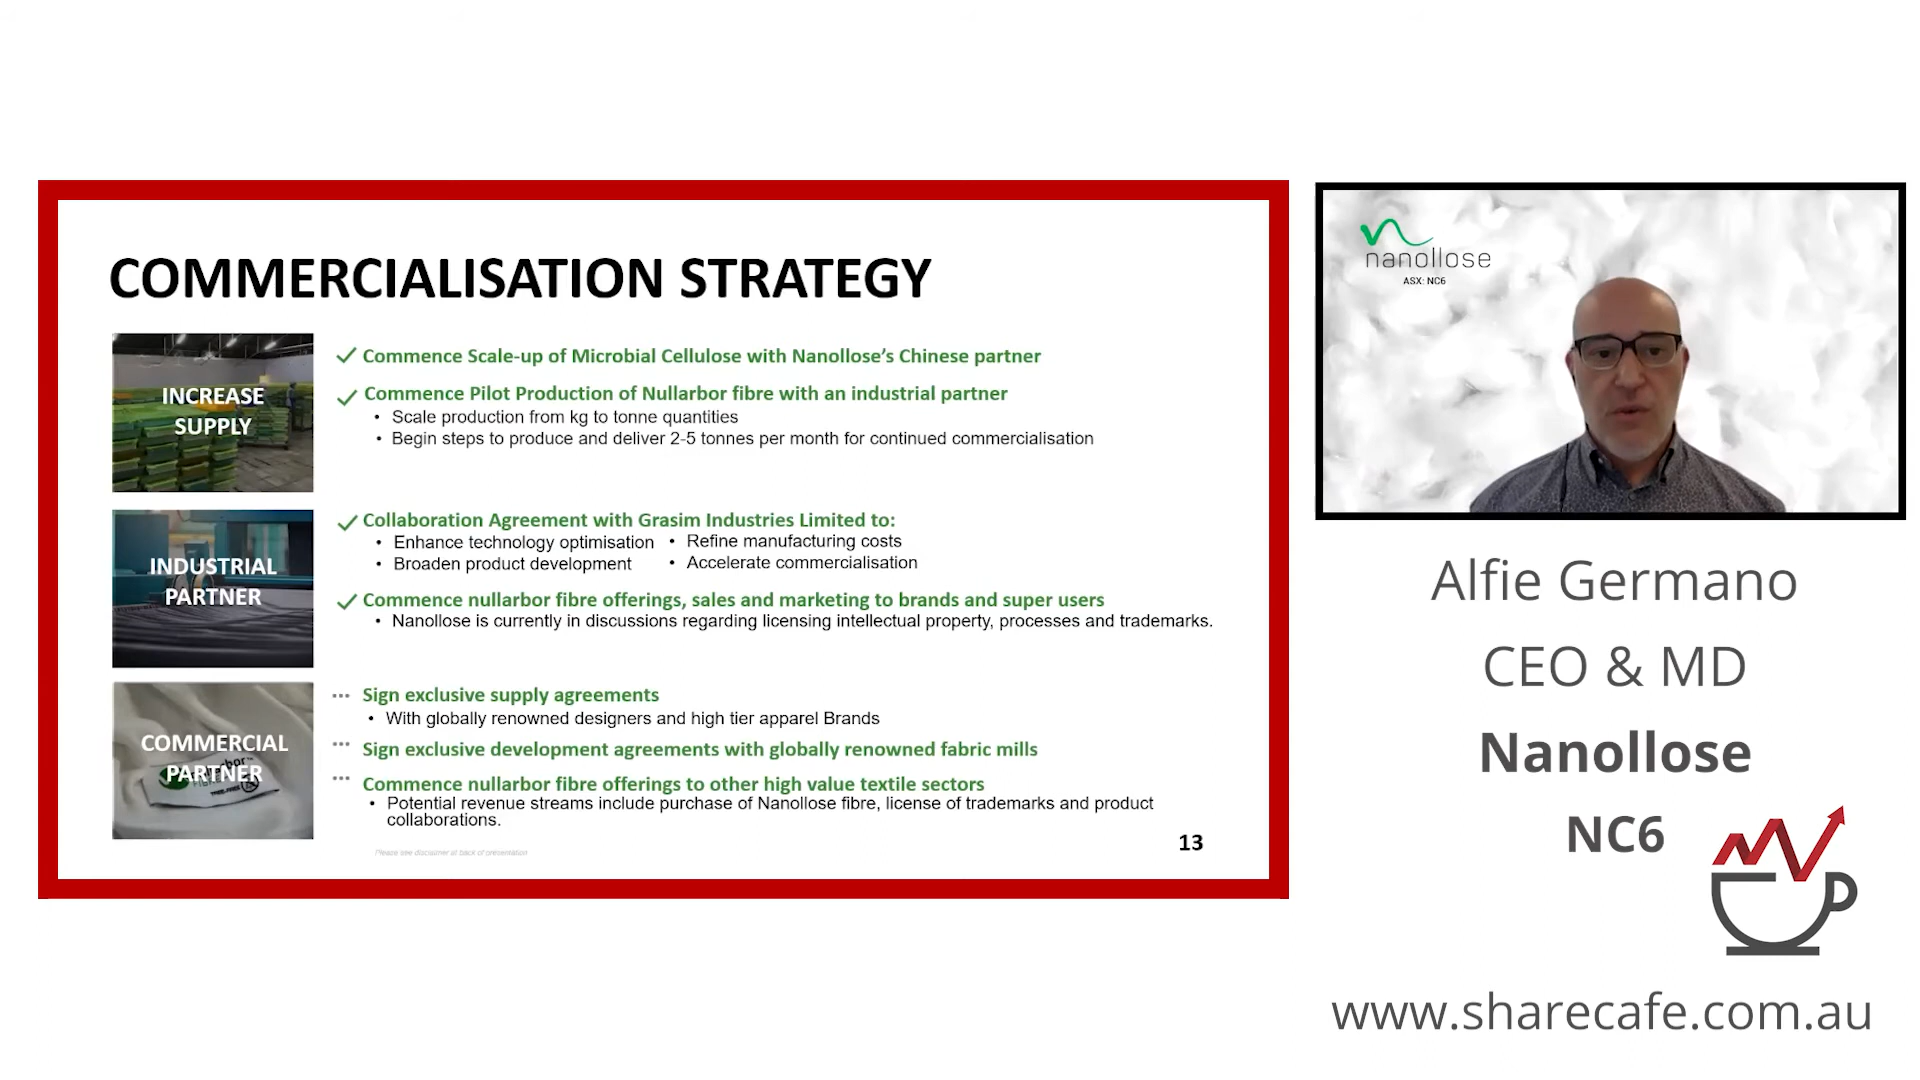 COMMERCIALISATION STRATEGY
INCREASE
SUPPLY
Commence Scale-up of Microbial Cellulose with Nanollose's Chinese partner
Commence Pilot Production of Nullarbor fibre with an industrial partner
• Scale production from kg to tonne quantities
• Begin steps to produce and deliver 2-5 tonnes per month for continued commercialisation
INDUSTRIAL
PARTNER
Collaboration Agreement with Grasim Industries Limited to:
• Enhance technology optimisation • Refine manufacturing costs
• Broaden product development • Accelerate commercialisation
Commence nullarbor fibre offerings, sales and marketing to brands and super users
• Nanollose is currently in discussions regarding licensing intellectual property, processes and trademarks.
COMMERCIAL
PARTNER
Sign exclusive supply agreements
• With globally renowned designers and high tier apparel Brands
Sign exclusive development agreements with globally renowned fabric mills
Commence nullarbor fibre offerings to other high value textile sectors
• Potential revenue streams include purchase of Nanollose fibre, license of trademarks and product
collaborations.
Please see disclaimer at back of presentation
13
nanollose
ASX: NC6
Alfie Germano
CEO & MD
Nanollose
NC6
www.sharecafe.com.au